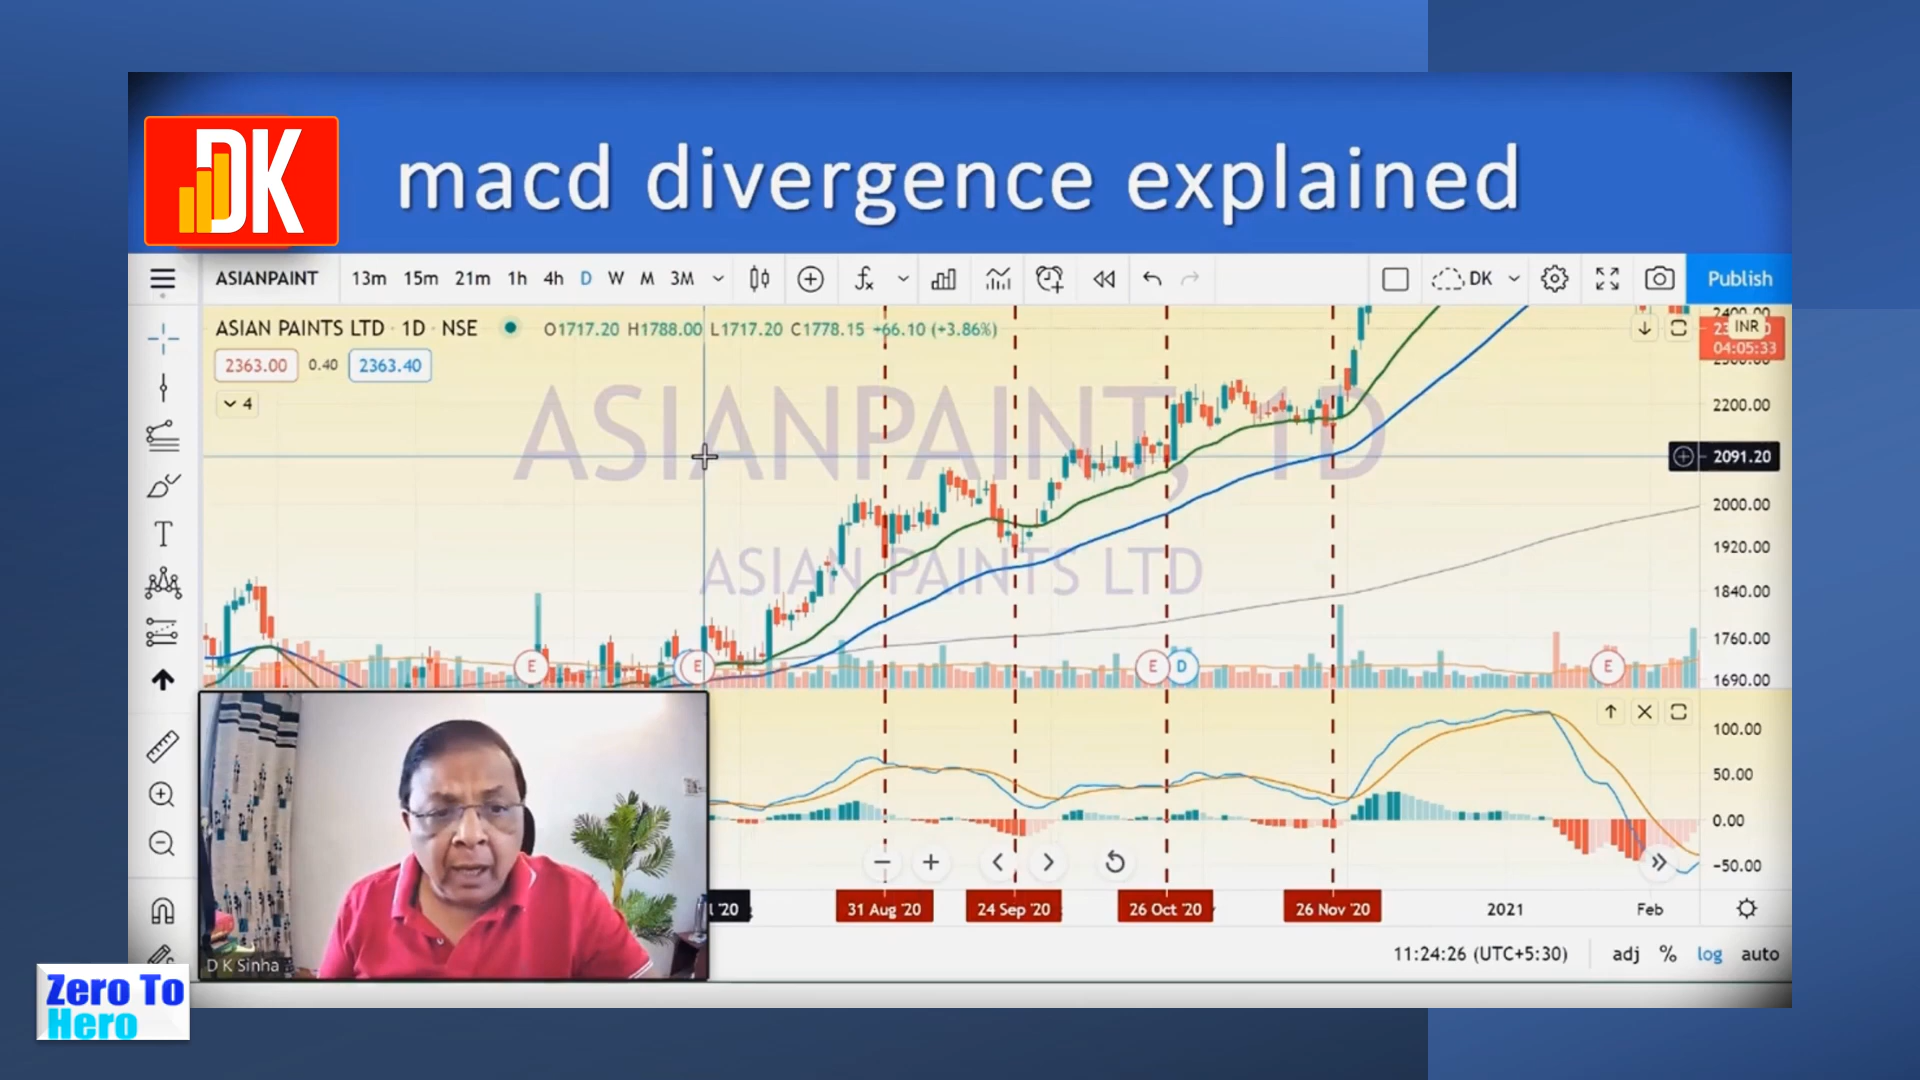 DK
macd divergence explained
ASIANPAINT 13m 15m 21m 1h 4h D W M 3M DK Publish
ASIAN PAINTS LTD · 1D · NSE O1717.20 H1788.00 L1717.20 C1778.15 +66.10 (+3.86%)
2363.00 0.40 2363.40
4
ASIANPAINT, 1D
ASIAN PAINTS LTD
2400.00
INR
04:05:33
2200.00
2091.20
2000.00
1920.00
1840.00
1760.00
1690.00
E E E D E
100.00
50.00
0.00
−50.00
'20 31 Aug '20 24 Sep '20 26 Oct '20 26 Nov '20 2021 Feb
11:24:26 (UTC+5:30) adj % log auto
D K Sinha
Zero To
Hero